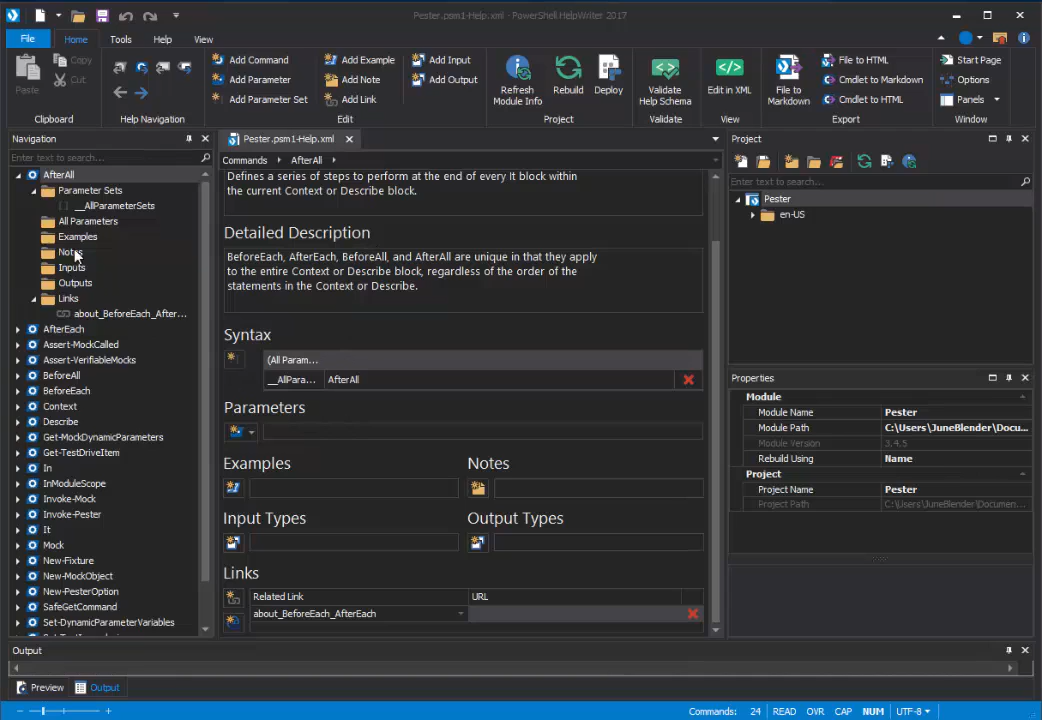 Pester.psm1-Help.xml - PowerShell HelpWriter 2017
File
Home
Tools
Help
View
Paste
Copy
Cut
Clipboard
Help Navigation
Add Command
Add Parameter
Add Parameter Set
Add Example
Add Note
Add Link
Add Input
Add Output
Edit
Refresh
Module Info
Rebuild
Deploy
Project
Validate
Help Schema
Validate
Edit in XML
View
File to
Markdown
File to HTML
Cmdlet to Markdown
Cmdlet to HTML
Export
Start Page
Options
Panels
Window
Navigation
Enter text to search...
AfterAll
Parameter Sets
__AllParameterSets
All Parameters
Examples
Notes
Inputs
Outputs
Links
about_BeforeEach_After...
AfterEach
Assert-MockCalled
Assert-VerifiableMocks
BeforeAll
BeforeEach
Context
Describe
Get-MockDynamicParameters
Get-TestDriveItem
In
InModuleScope
Invoke-Mock
Invoke-Pester
It
Mock
New-Fixture
New-MockObject
New-PesterOption
SafeGetCommand
Set-DynamicParameterVariables
Pester.psm1-Help.xml
Commands
AfterAll
Defines a series of steps to perform at the end of every It block within
the current Context or Describe block.
Detailed Description
BeforeEach, AfterEach, BeforeAll, and AfterAll are unique in that they apply
to the entire Context or Describe block, regardless of the order of the
statements in the Context or Describe.
Syntax
(All Param...
__AllPara... AfterAll
Parameters
Examples
Notes
Input Types
Output Types
Links
Related Link URL
about_BeforeEach_AfterEach
Project
Enter text to search...
Pester
en-US
Properties
Module
Module Name Pester
Module Path C:\Users\JuneBlender\Docu...
Module Version 3.4.5
Rebuild Using Name
Project
Project Name Pester
Project Path C:\Users\JuneBlender\Documen...
Output
Preview
Output
Commands: 24 READ OVR CAP NUM UTF-8